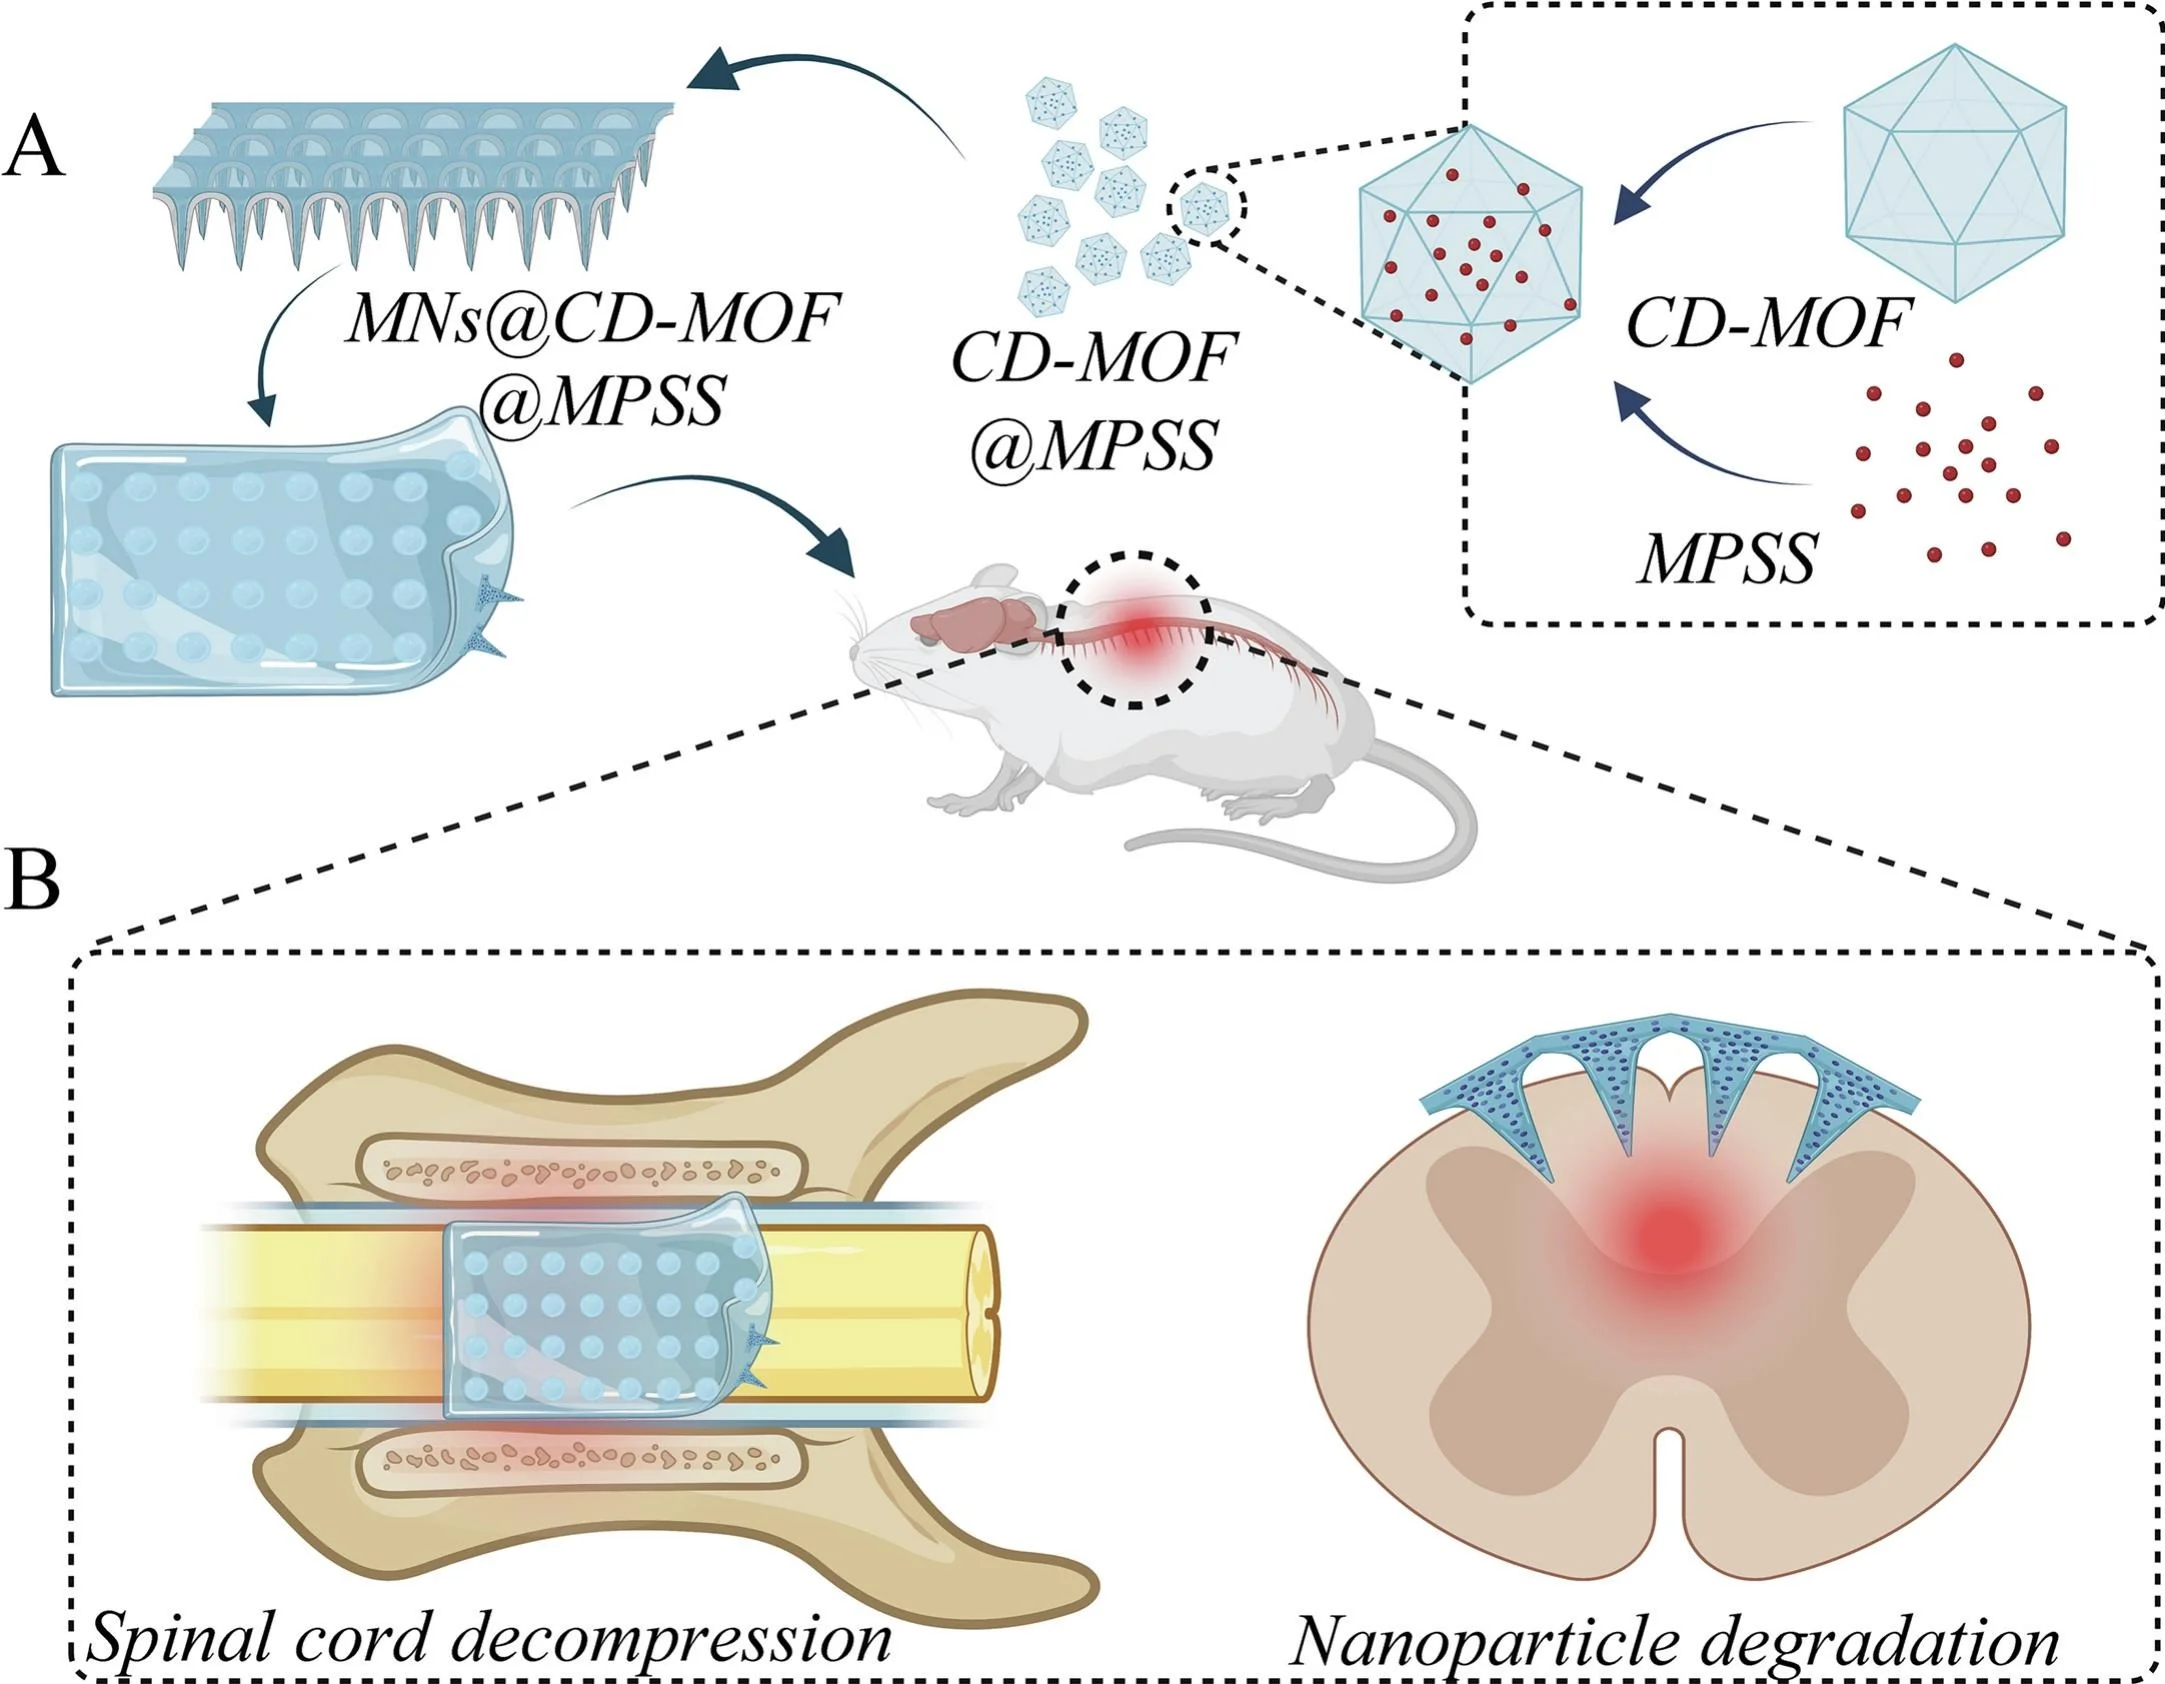 A
MNs@CD-MOF
@MPSS
CD-MOF
@MPSS
CD-MOF
MPSS
B
Spinal cord decompression
Nanoparticle degradation